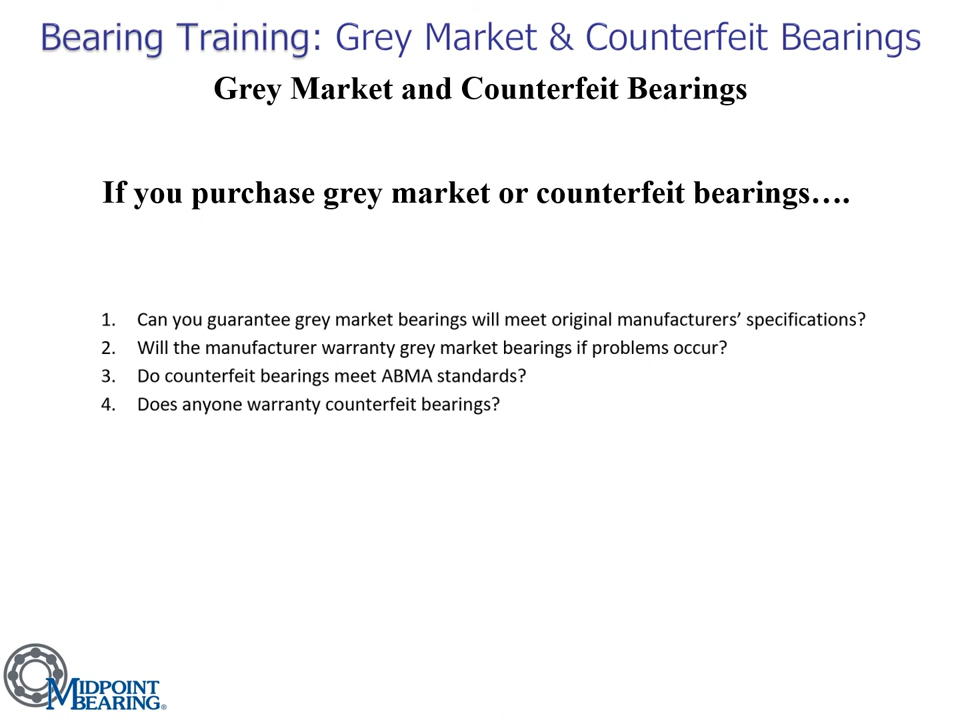 Bearing Training: Grey Market & Counterfeit Bearings
Grey Market and Counterfeit Bearings
If you purchase grey market or counterfeit bearings….
1. Can you guarantee grey market bearings will meet original manufacturers’ specifications?
2. Will the manufacturer warranty grey market bearings if problems occur?
3. Do counterfeit bearings meet ABMA standards?
4. Does anyone warranty counterfeit bearings?
MIDPOINT
BEARING®